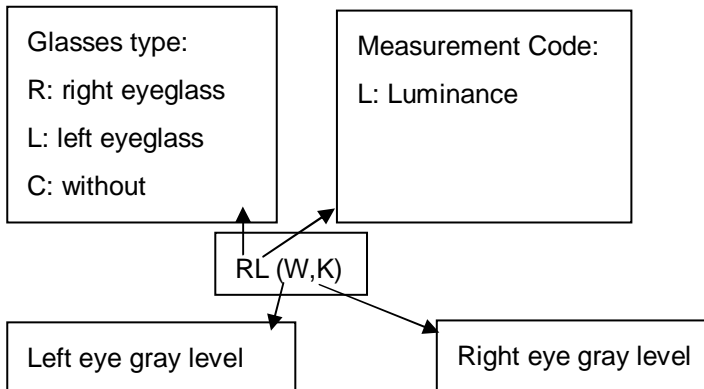 Glasses type:
R: right eyeglass
L: left eyeglass
C: without
Measurement Code:
L: Luminance
RL (W,K)
Left eye gray level
Right eye gray level